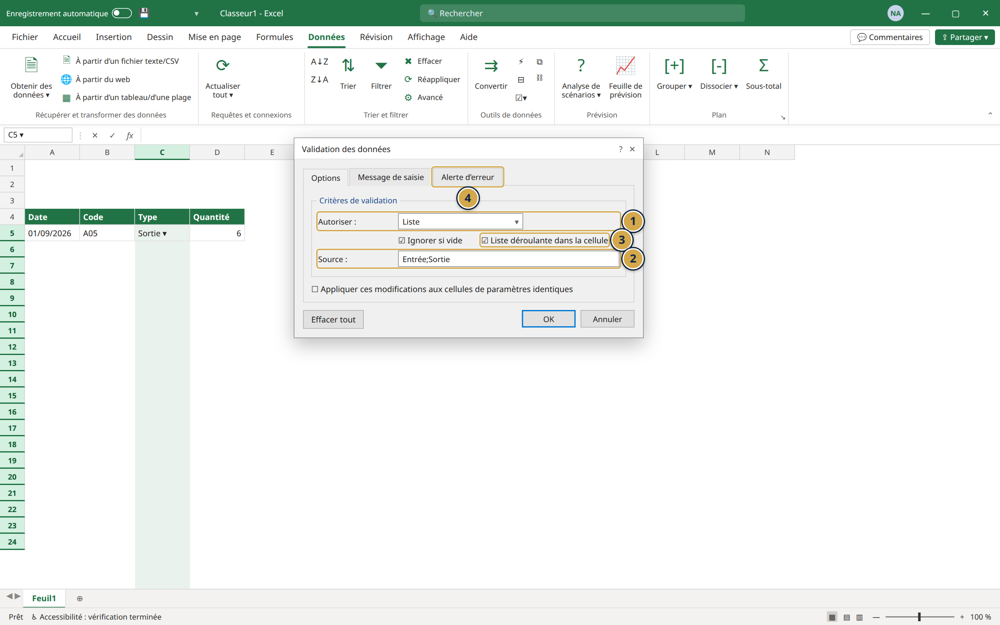 Enregistrement automatique
Classeur1 - Excel
Rechercher
NA
Fichier Accueil Insertion Dessin Mise en page Formules Données Révision Affichage Aide
Commentaires
Partager
Obtenir des
données
À partir d’un fichier texte/CSV
À partir du web
À partir d’un tableau/d’une plage
Récupérer et transformer des données
Actualiser
tout
Requêtes et connexions
A↓Z
Z↓A
Trier
Filtrer
Effacer
Réappliquer
Avancé
Trier et filtrer
Convertir
Outils de données
?
Analyse de
scénarios
Feuille de
prévision
Prévision
[+]
Grouper
[-]
Dissocier
Σ
Sous-total
Plan
C5
fx
A B C D E L M N
Validation des données
?
Options
Message de saisie
Alerte d’erreur
4
Critères de validation
Autoriser :
Liste
1
Ignorer si vide
Liste déroulante dans la cellule
3
Source :
Entrée;Sortie
2
Appliquer ces modifications aux cellules de paramètres identiques
Effacer tout
OK
Annuler
1
2
3
4 Date Code Type Quantité
5 01/09/2026 A05 Sortie 6
6
7
8
9
10
11
12
13
14
15
16
17
18
19
20
21
22
23
24
Feuil1
Prêt
Accessibilité : vérification terminée
— + 100 %